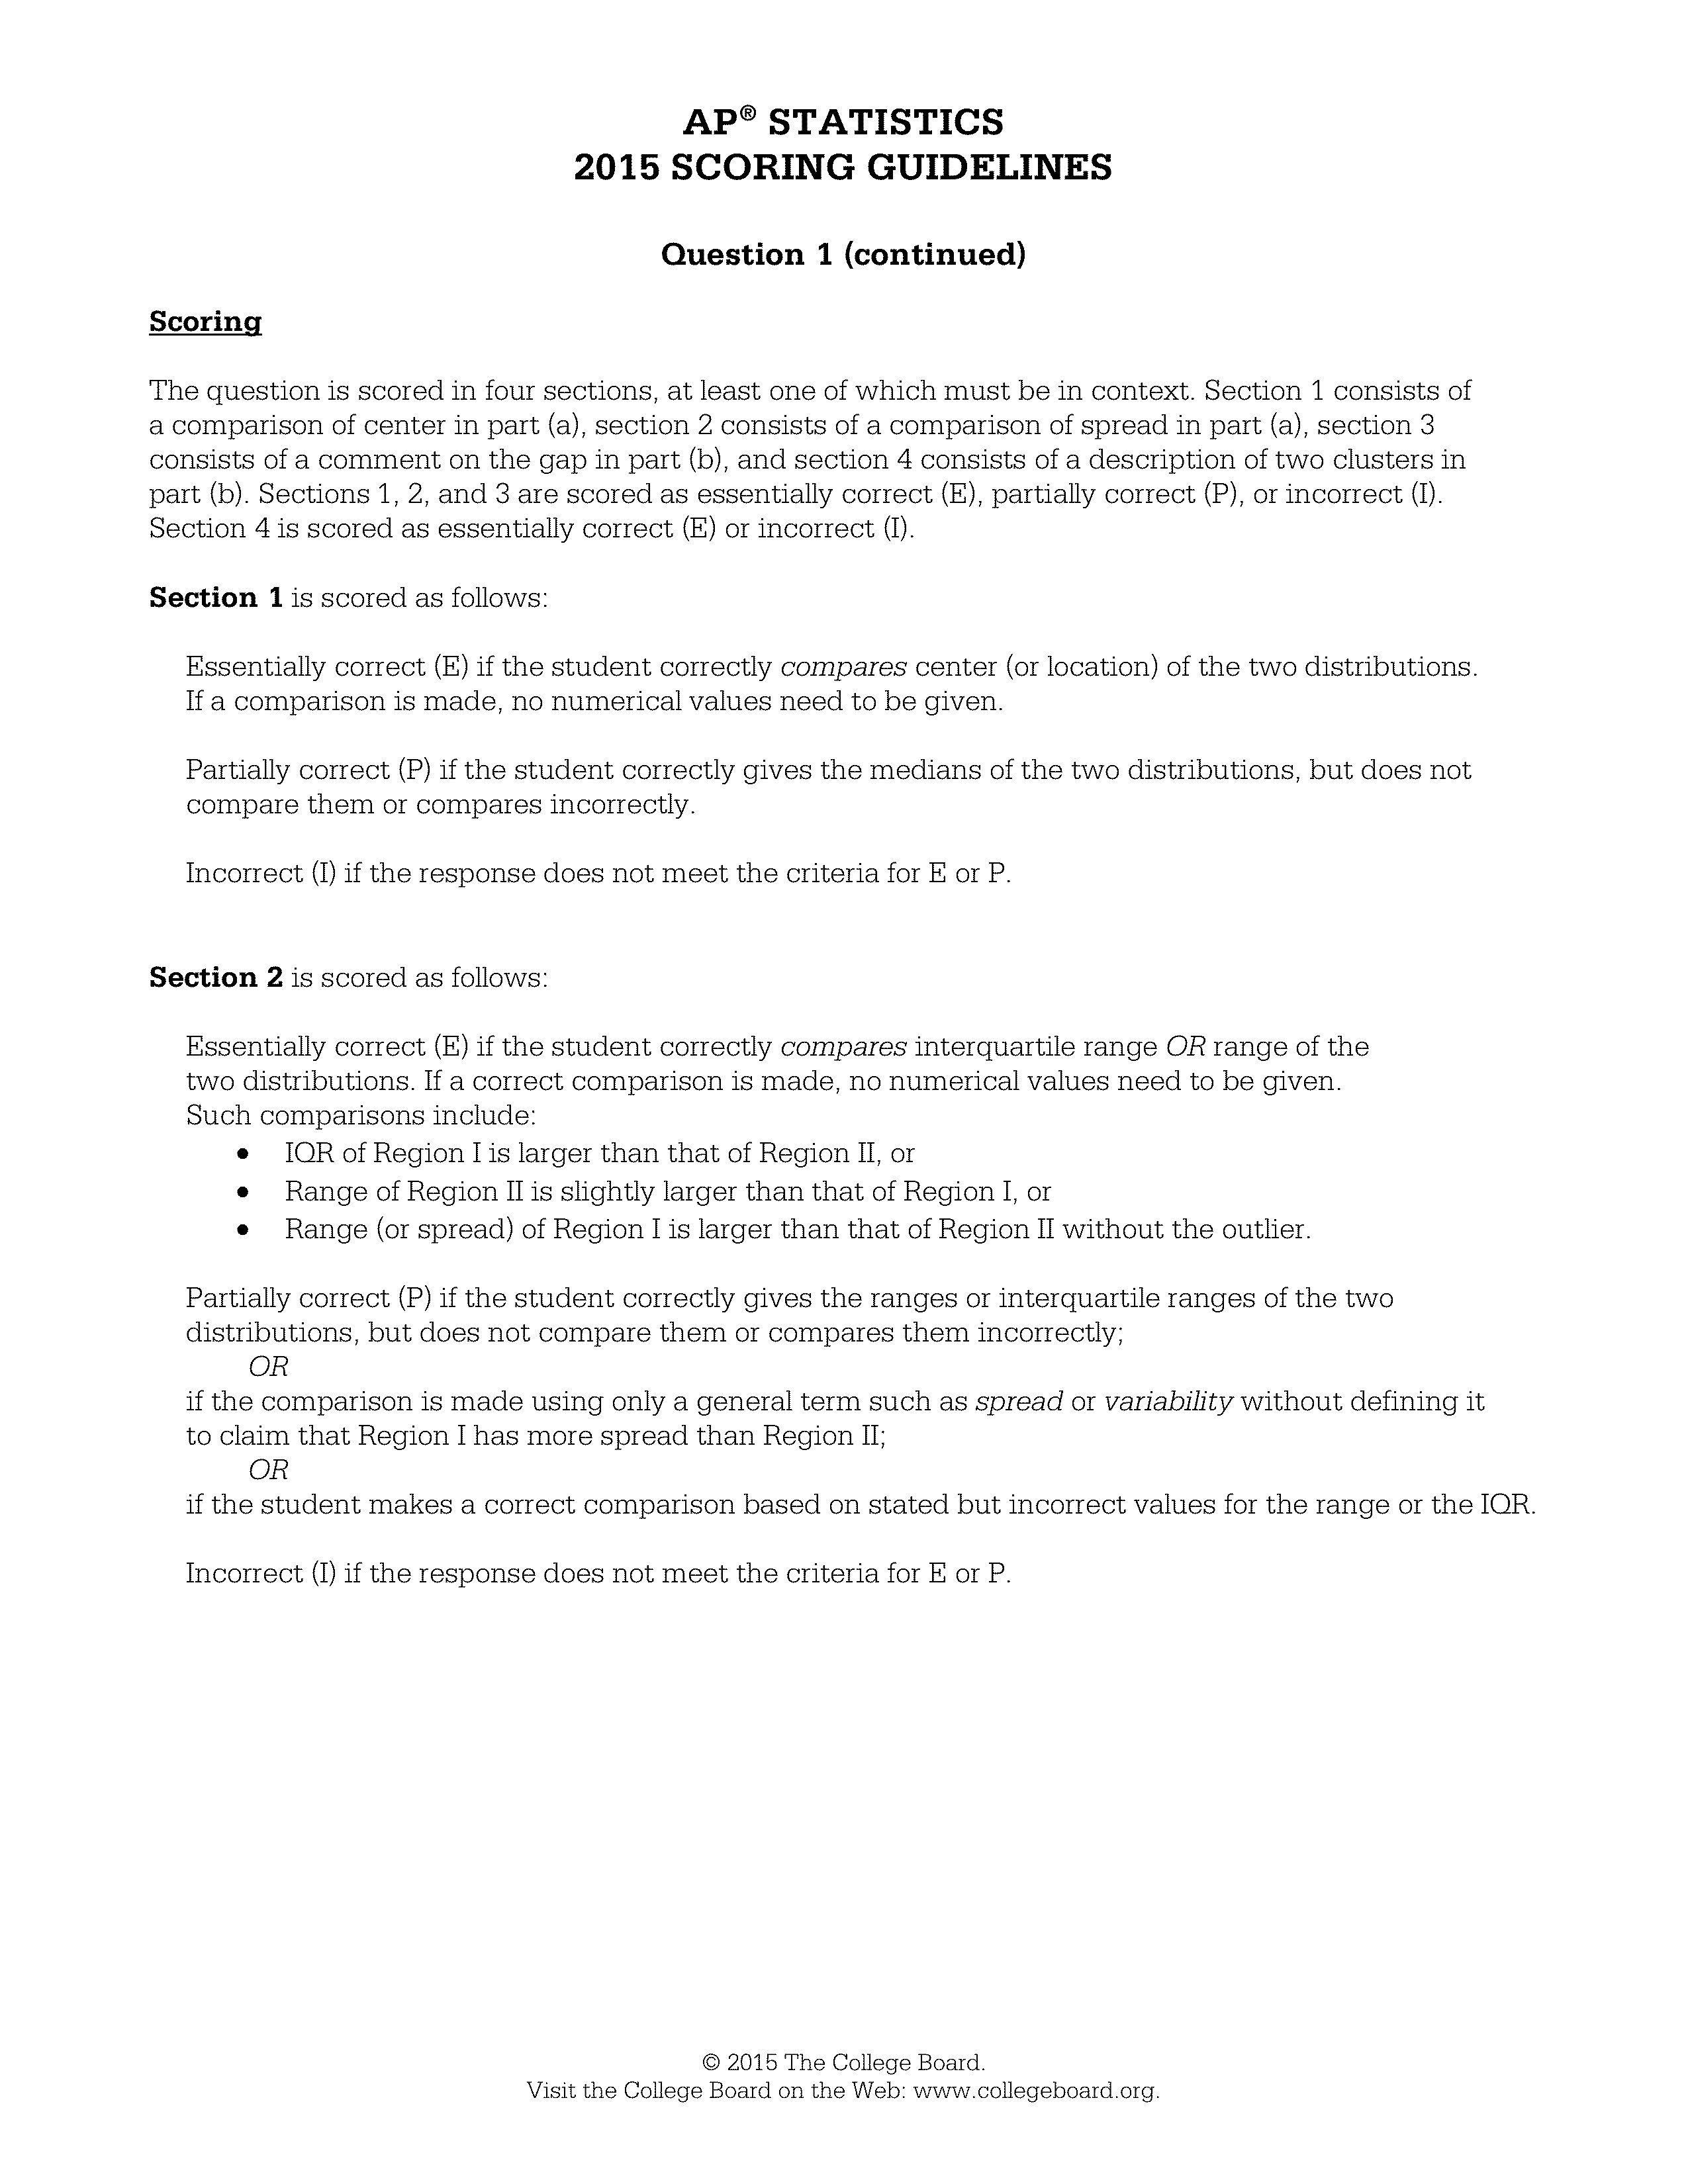 AP® STATISTICS
2015 SCORING GUIDELINES
Question 1 (continued)
Scoring
The question is scored in four sections, at least one of which must be in context. Section 1 consists of
a comparison of center in part (a), section 2 consists of a comparison of spread in part (a), section 3
consists of a comment on the gap in part (b), and section 4 consists of a description of two clusters in
part (b). Sections 1, 2, and 3 are scored as essentially correct (E), partially correct (P), or incorrect (I).
Section 4 is scored as essentially correct (E) or incorrect (I).
Section 1 is scored as follows:
Essentially correct (E) if the student correctly compares center (or location) of the two distributions.
If a comparison is made, no numerical values need to be given.
Partially correct (P) if the student correctly gives the medians of the two distributions, but does not
compare them or compares incorrectly.
Incorrect (I) if the response does not meet the criteria for E or P.
Section 2 is scored as follows:
Essentially correct (E) if the student correctly compares interquartile range OR range of the
two distributions. If a correct comparison is made, no numerical values need to be given.
Such comparisons include:
• IQR of Region I is larger than that of Region II, or
• Range of Region II is slightly larger than that of Region I, or
• Range (or spread) of Region I is larger than that of Region II without the outlier.
Partially correct (P) if the student correctly gives the ranges or interquartile ranges of the two
distributions, but does not compare them or compares them incorrectly;
OR
if the comparison is made using only a general term such as spread or variability without defining it
to claim that Region I has more spread than Region II;
OR
if the student makes a correct comparison based on stated but incorrect values for the range or the IQR.
Incorrect (I) if the response does not meet the criteria for E or P.
© 2015 The College Board.
Visit the College Board on the Web: www.collegeboard.org.